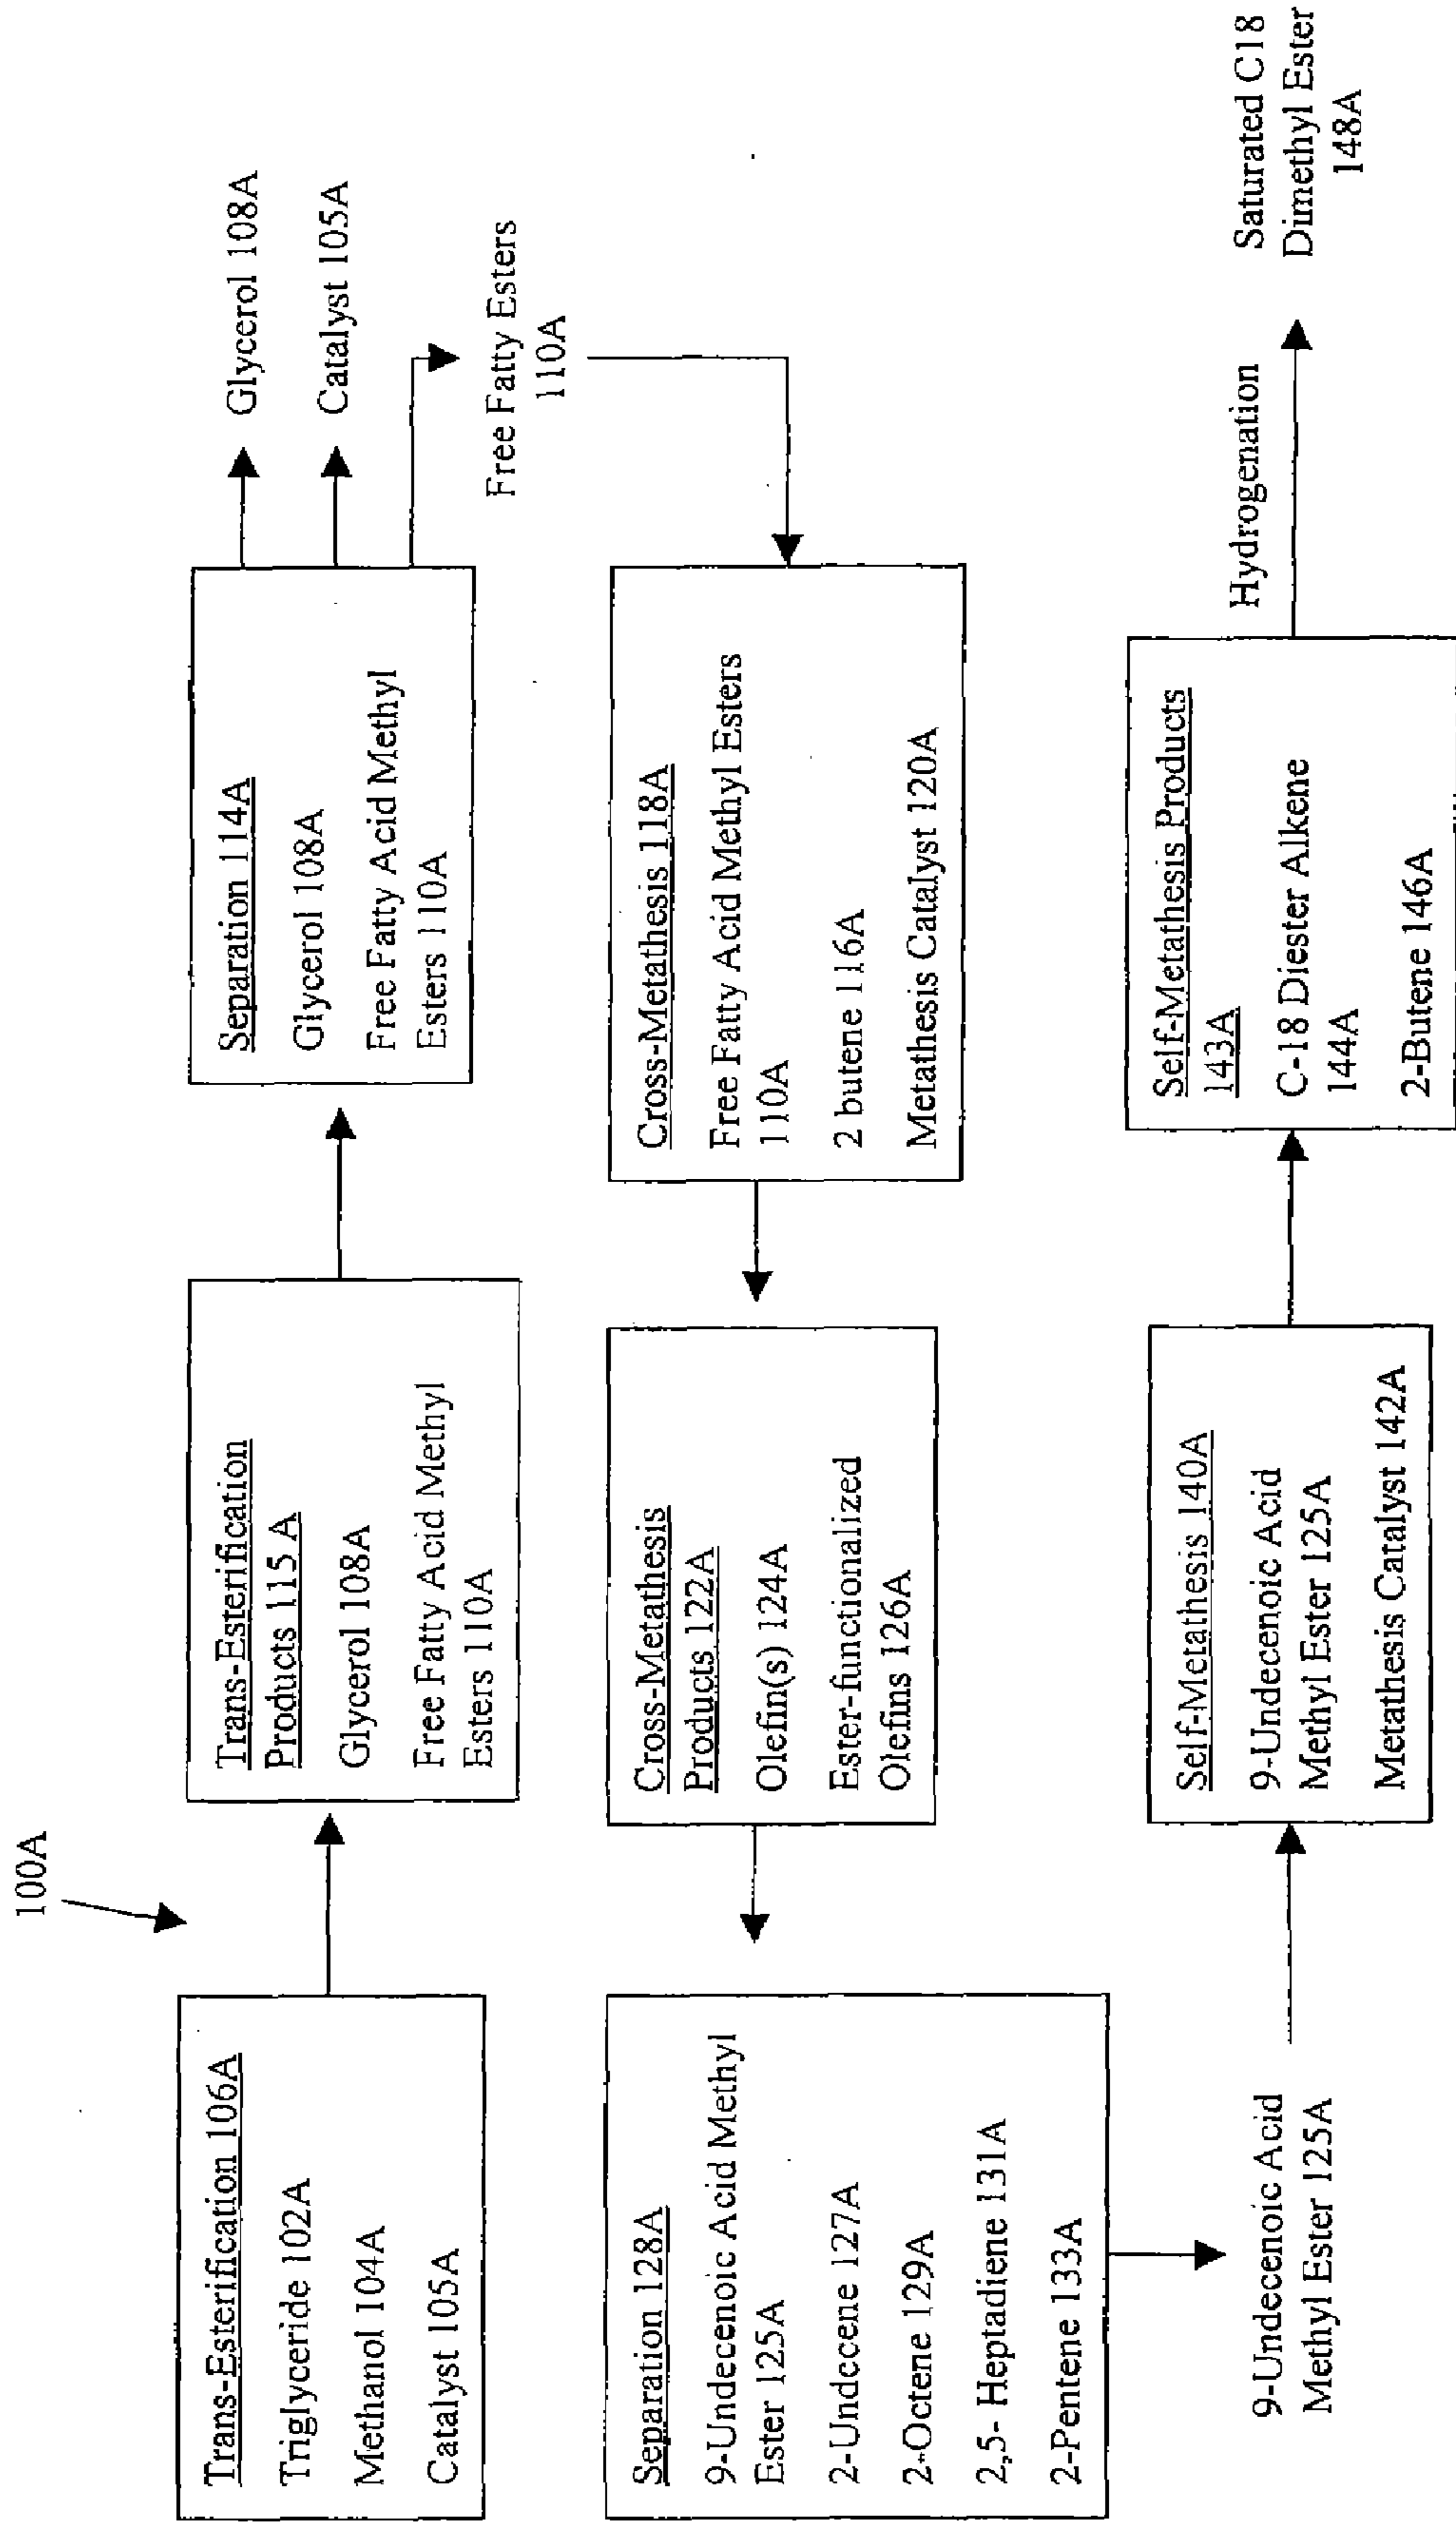 100A
Trans-Esterification 106A
Triglyceride 102A
Methanol 104A
Catalyst 105A
Trans-Esterification
Products 115 A
Glycerol 108A
Free Fatty Acid Methyl
Esters 110A
Separation 114A
Glycerol 108A
Free Fatty Acid Methyl
Esters 110A
Glycerol 108A
Catalyst 105A
Free Fatty Esters
110A
Cross-Metathesis 118A
Free Fatty Acid Methyl Esters
110A
2 butene 116A
Metathesis Catalyst 120A
Cross-Metathesis
Products 122A
Olefin(s) 124A
Ester-functionalized
Olefins 126A
Separation 128A
9-Undecenoic Acid Methyl
Ester 125A
2-Undecene 127A
2-Octene 129A
2,5- Heptadiene 131A
2-Pentene 133A
9-Undecenoic Acid
Methyl Ester 125A
Self-Metathesis 140A
9-Undecenoic Acid
Methyl Ester 125A
Metathesis Catalyst 142A
Self-Metathesis Products
143A
C-18 Diester Alkene
144A
2-Butene 146A
Hydrogenation
Saturated C18
Dimethyl Ester
148A